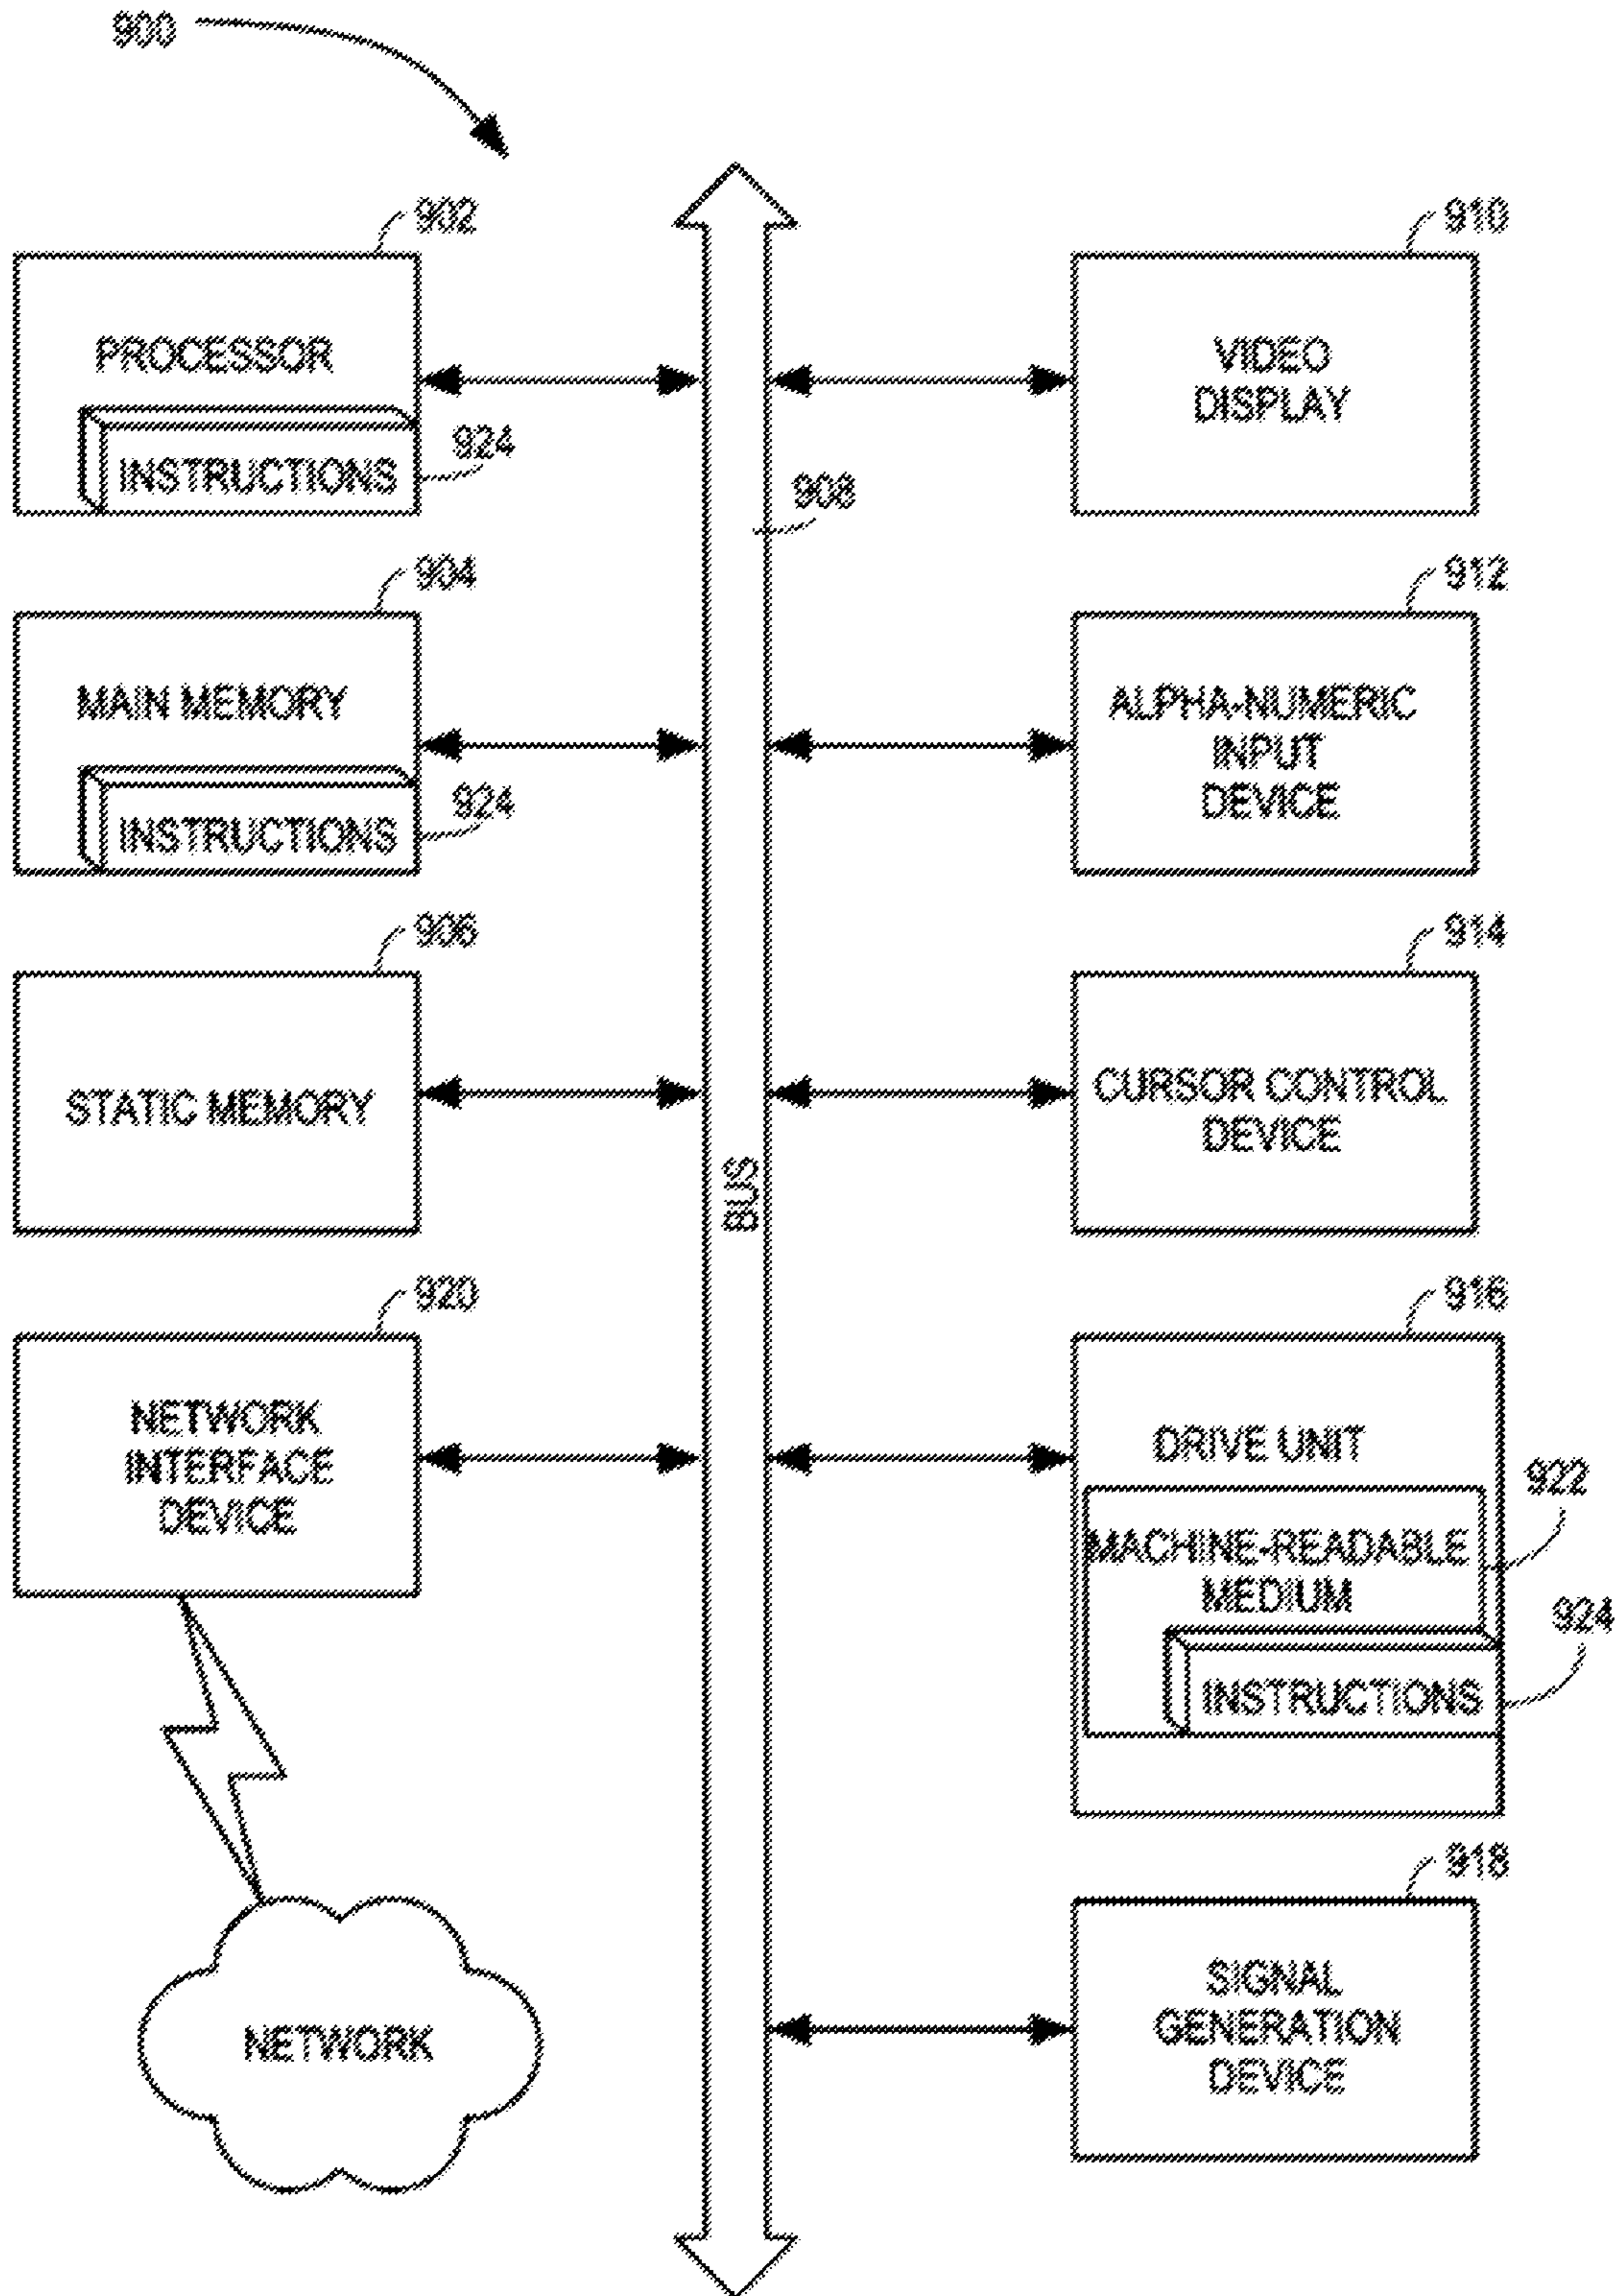 900
902
PROCESSOR
INSTRUCTIONS
924
904
MAIN MEMORY
INSTRUCTIONS
924
906
STATIC MEMORY
920
NETWORK
INTERFACE
DEVICE
NETWORK
908
BUS
910
VIDEO
DISPLAY
912
ALPHA-NUMERIC
INPUT
DEVICE
914
CURSOR CONTROL
DEVICE
916
DRIVE UNIT
922
MACHINE-READABLE
MEDIUM
924
INSTRUCTIONS
918
SIGNAL
GENERATION
DEVICE